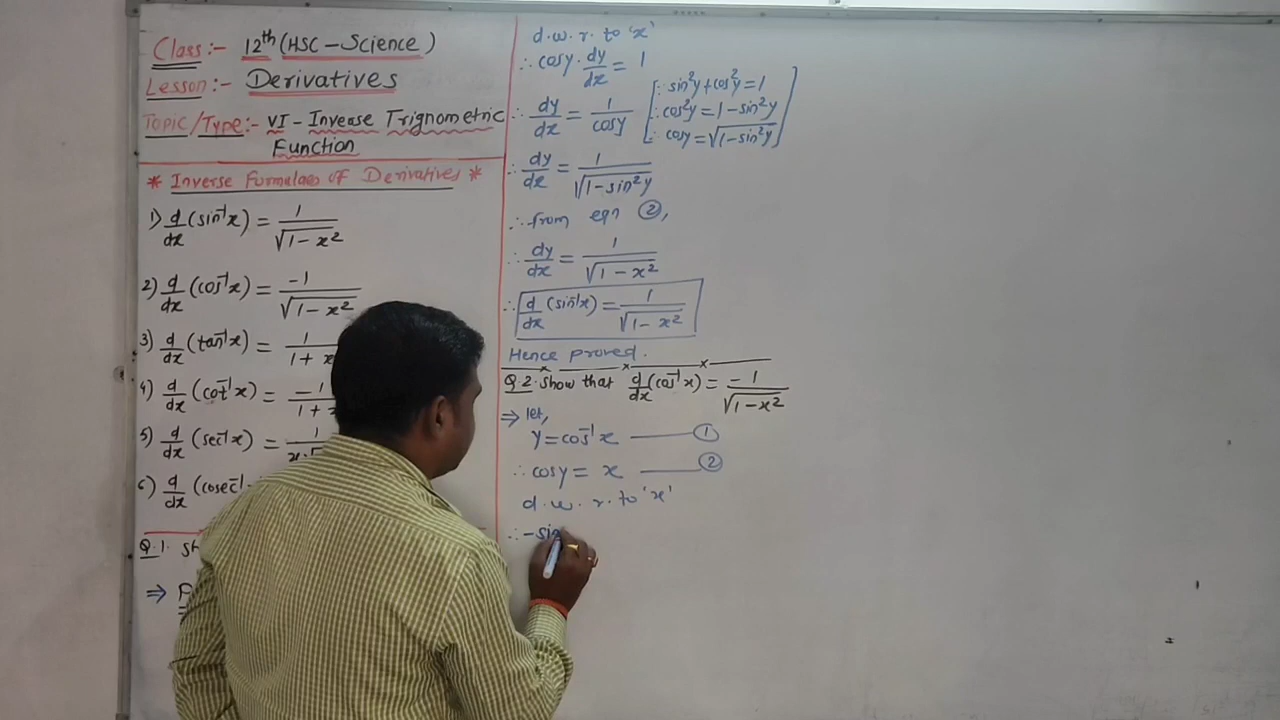 Class:- 12th (HSC-Science)
Lesson:- Derivatives
Topic/Type:- VI - Inverse Trignometric
Function
* Inverse Formulaes of Derivatives *
1) d/dx (sin⁻¹x) = 1/√(1-x²)
2) d/dx (cos⁻¹x) = -1/√(1-x²)
3) d/dx (tan⁻¹x) = 1/1+x
4) d/dx (cot⁻¹x) = -1/1+x
5) d/dx (sec⁻¹x) = 1/x·√
6) d/dx (cosec⁻¹
Q.1. Sh
⇒ P
d.w.r. to 'x'
∴ cosy · dy/dx = 1
∴ dy/dx = 1/cosy [∵ sin²y + cos²y = 1
∴ cos²y = 1 - sin²y
∴ cosy = √(1-sin²y)]
∴ dy/dx = 1/√(1-sin²y)
∴ from eqn ②,
∴ dy/dx = 1/√(1-x²)
∴ d/dx (sin⁻¹x) = 1/√(1-x²)
Hence proved.
Q.2. Show that d/dx (cos⁻¹x) = -1/√(1-x²)
⇒ let,
y = cos⁻¹x — ①
∴ cosy = x — ②
d.w.r. to 'x'
∴ -sin